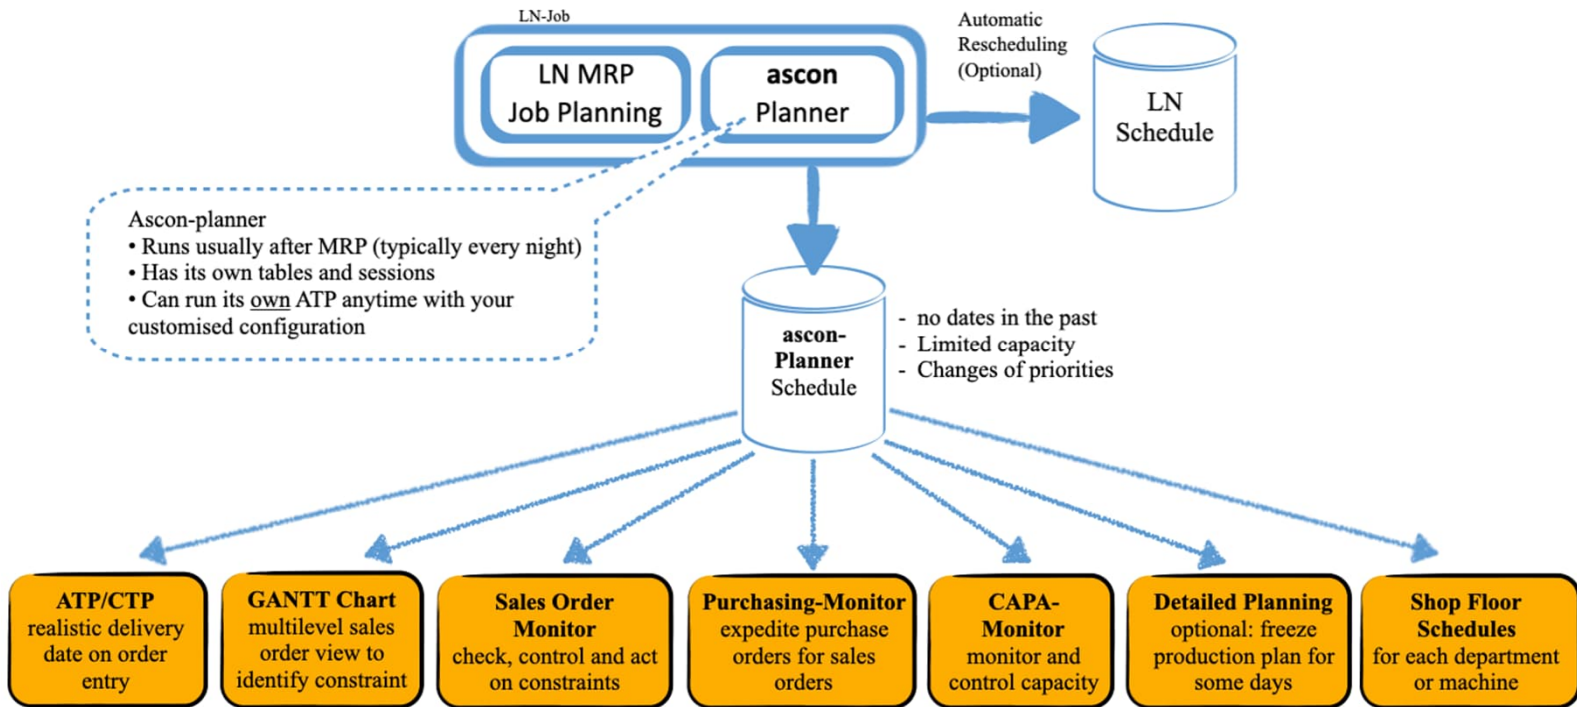 LN-Job
LN MRP
Job Planning
ascon
Planner
Automatic
Rescheduling
(Optional)
LN
Schedule
Ascon-planner
• Runs usually after MRP (typically every night)
• Has its own tables and sessions
• Can run its own ATP anytime with your
customised configuration
ascon-
Planner
Schedule
- no dates in the past
- Limited capacity
- Changes of priorities
ATP/CTP
realistic delivery
date on order
entry
GANTT Chart
multilevel sales
order view to
identify constraint
Sales Order
Monitor
check, control and act
on constraints
Purchasing-Monitor
expedite purchase
orders for sales
orders
CAPA-
Monitor
monitor and
control capacity
Detailed Planning
optional: freeze
production plan for
some days
Shop Floor
Schedules
for each department
or machine